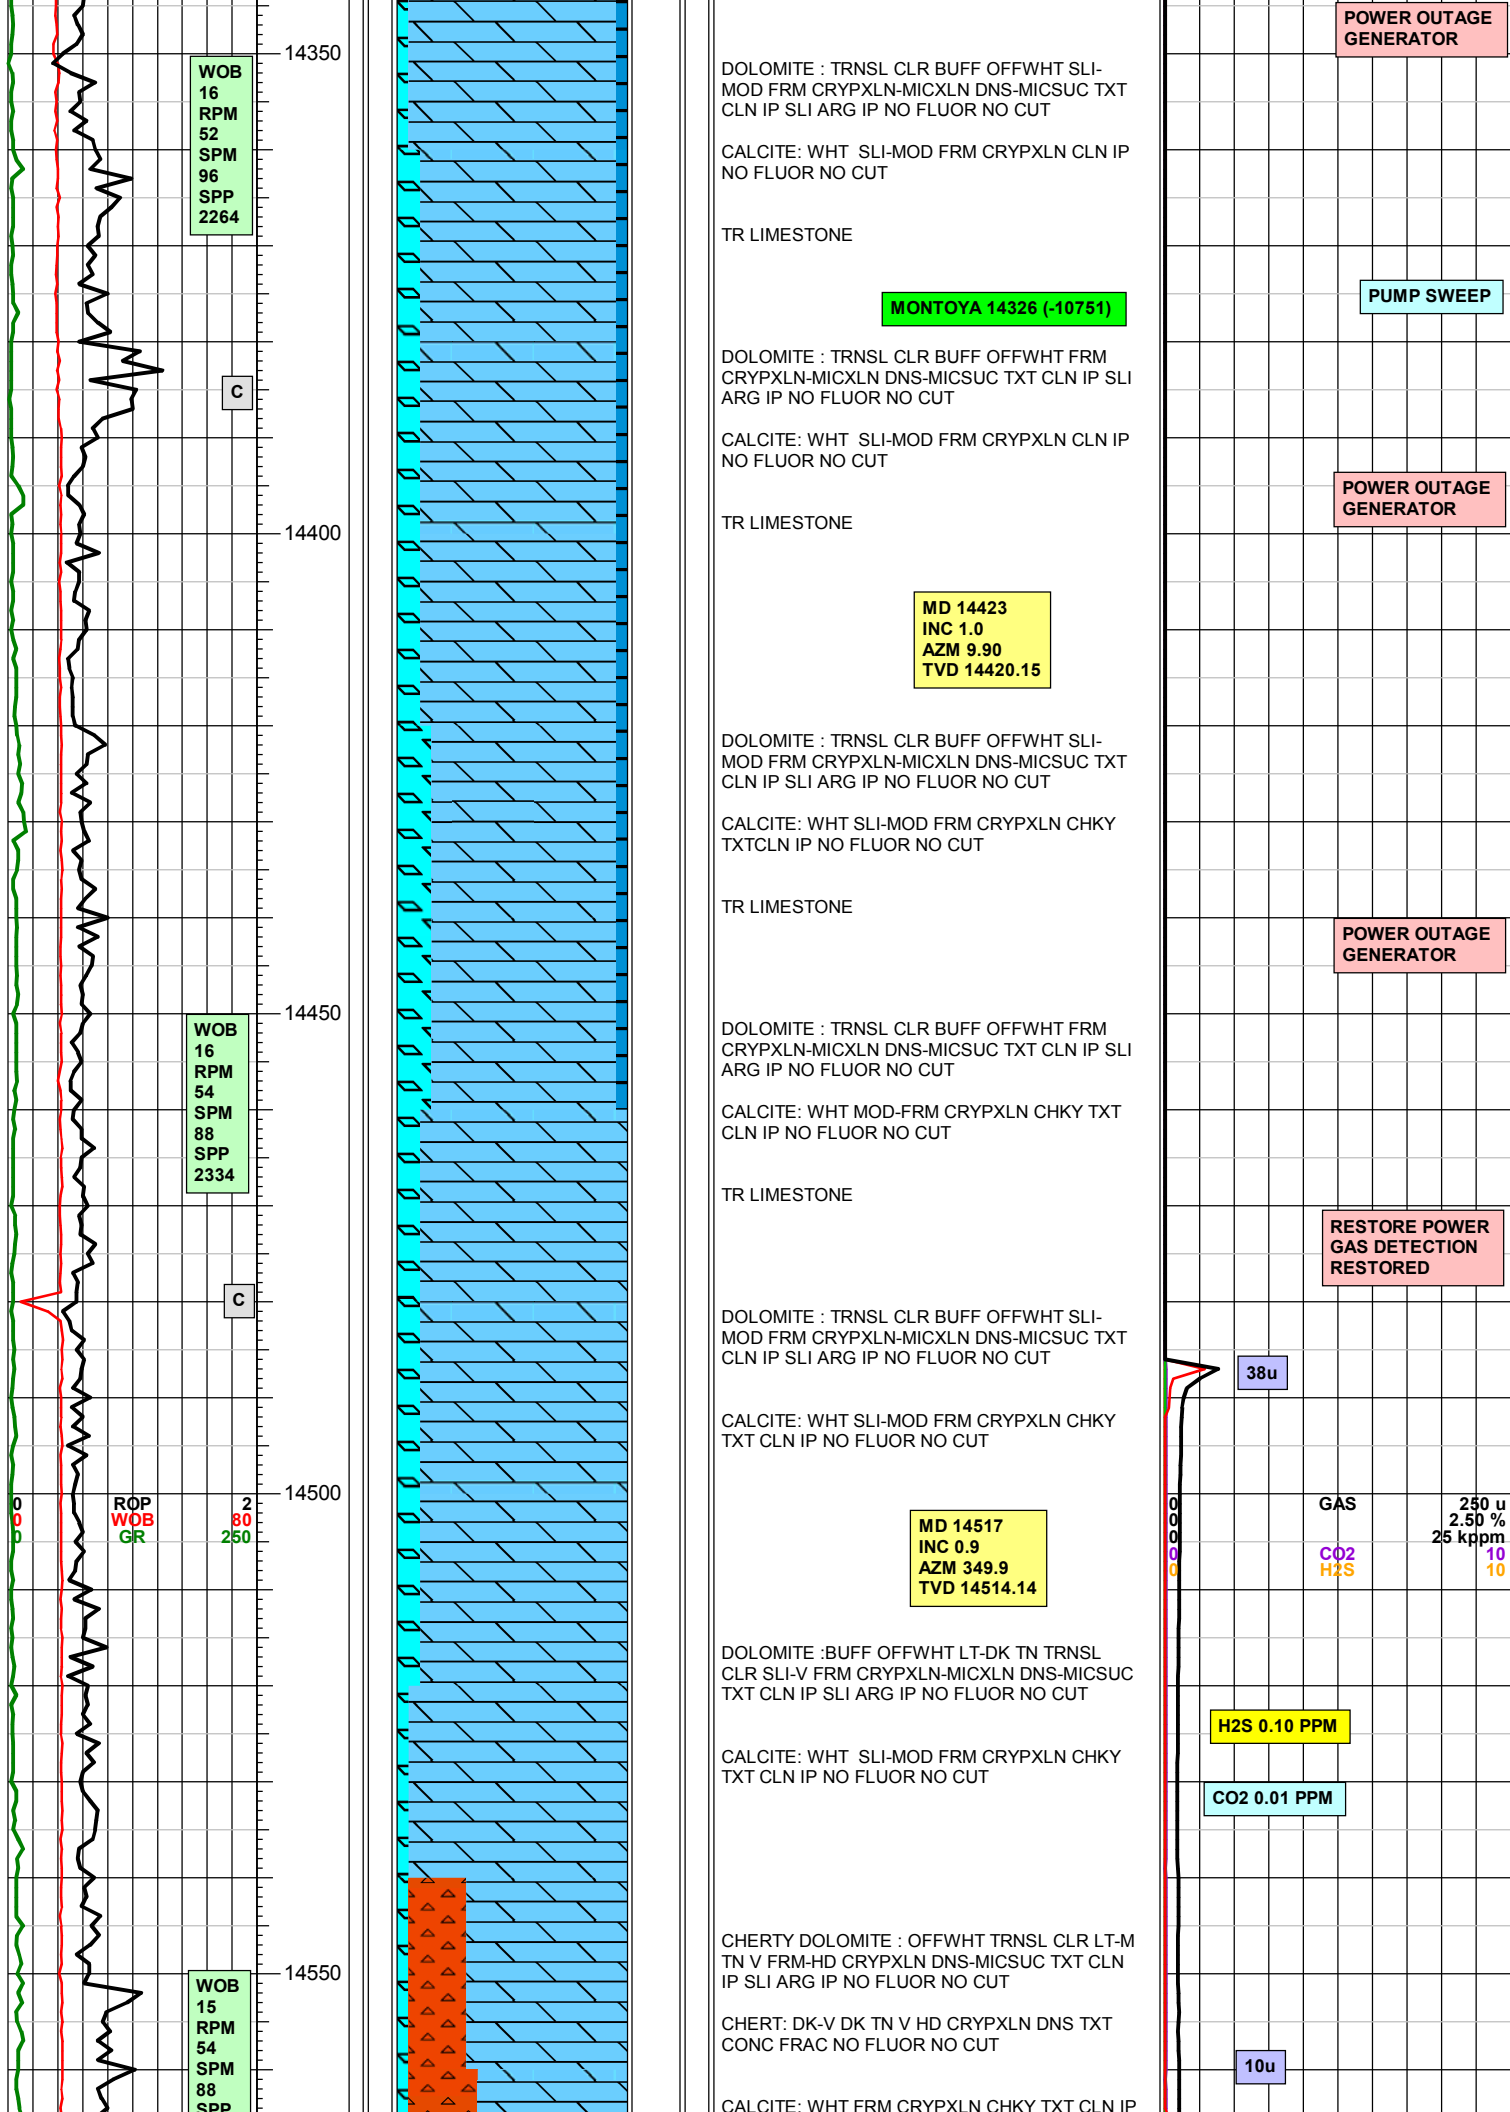 POWER OUTAGE
GENERATOR
14350
WOB
16
RPM
52
SPM
96
SPP
2264
DOLOMITE : TRNSL CLR BUFF OFFWHT SLI-
MOD FRM CRYPXLN-MICXLN DNS-MICSUC TXT
CLN IP SLI ARG IP NO FLUOR NO CUT
CALCITE: WHT  SLI-MOD FRM CRYPXLN CLN IP
NO FLUOR NO CUT
TR LIMESTONE
MONTOYA 14326 (-10751)
PUMP SWEEP
DOLOMITE : TRNSL CLR BUFF OFFWHT FRM
CRYPXLN-MICXLN DNS-MICSUC TXT CLN IP SLI
ARG IP NO FLUOR NO CUT
C
CALCITE: WHT  SLI-MOD FRM CRYPXLN CLN IP
NO FLUOR NO CUT
POWER OUTAGE
GENERATOR
TR LIMESTONE
14400
MD 14423
INC 1.0
AZM 9.90
TVD 14420.15
DOLOMITE : TRNSL CLR BUFF OFFWHT SLI-
MOD FRM CRYPXLN-MICXLN DNS-MICSUC TXT
CLN IP SLI ARG IP NO FLUOR NO CUT
CALCITE: WHT SLI-MOD FRM CRYPXLN CHKY
TXTCLN IP NO FLUOR NO CUT
TR LIMESTONE
POWER OUTAGE
GENERATOR
14450
WOB
16
RPM
54
SPM
88
SPP
2334
DOLOMITE : TRNSL CLR BUFF OFFWHT FRM
CRYPXLN-MICXLN DNS-MICSUC TXT CLN IP SLI
ARG IP NO FLUOR NO CUT
CALCITE: WHT MOD-FRM CRYPXLN CHKY TXT
CLN IP NO FLUOR NO CUT
TR LIMESTONE
RESTORE POWER
GAS DETECTION
RESTORED
C
DOLOMITE : TRNSL CLR BUFF OFFWHT SLI-
MOD FRM CRYPXLN-MICXLN DNS-MICSUC TXT
CLN IP SLI ARG IP NO FLUOR NO CUT
38u
CALCITE: WHT SLI-MOD FRM CRYPXLN CHKY
TXT CLN IP NO FLUOR NO CUT
14500
0 ROP 2
0 WOB 80
0 GR 250
0 GAS 250 u
0 2.50 %
0 25 kppm
0 CO2 10
0 H2S 10
MD 14517
INC 0.9
AZM 349.9
TVD 14514.14
DOLOMITE :BUFF OFFWHT LT-DK TN TRNSL
CLR SLI-V FRM CRYPXLN-MICXLN DNS-MICSUC
TXT CLN IP SLI ARG IP NO FLUOR NO CUT
H2S 0.10 PPM
CALCITE: WHT  SLI-MOD FRM CRYPXLN CHKY
TXT CLN IP NO FLUOR NO CUT
CO2 0.01 PPM
CHERTY DOLOMITE : OFFWHT TRNSL CLR LT-M
TN V FRM-HD CRYPXLN DNS-MICSUC TXT CLN
IP SLI ARG IP NO FLUOR NO CUT
14550
WOB
15
RPM
54
SPM
88
SPP
CHERT: DK-V DK TN V HD CRYPXLN DNS TXT
CONC FRAC NO FLUOR NO CUT
10u
CALCITE: WHT FRM CRYPXLN CHKY TXT CLN IP